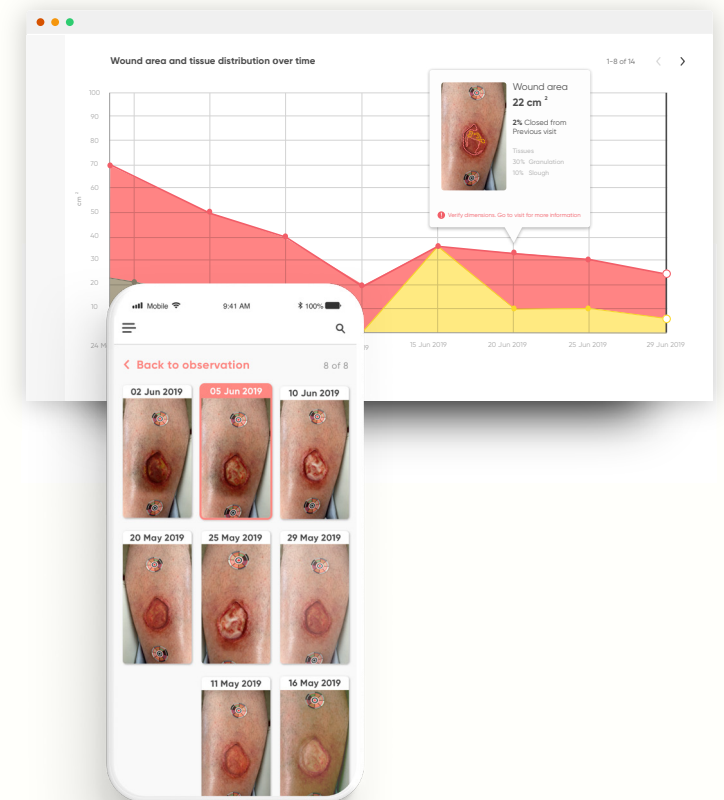 Wound area and tissue distribution over time
1-8 of 14
100
90
80
70
60
50
40
30
20
10
cm ²
Wound area
22 cm ²
2% Closed from
Previous visit
Tissues
30% Granulation
10% Slough
! Verify dimensions. Go to visit for more information
24 M
19
15 Jun 2019
20 Jun 2019
25 Jun 2019
29 Jun 2019
Mobile
9:41 AM
100%
Back to observation
8 of 8
02 Jun 2019
05 Jun 2019
10 Jun 2019
20 May 2019
25 May 2019
29 May 2019
11 May 2019
16 May 2019